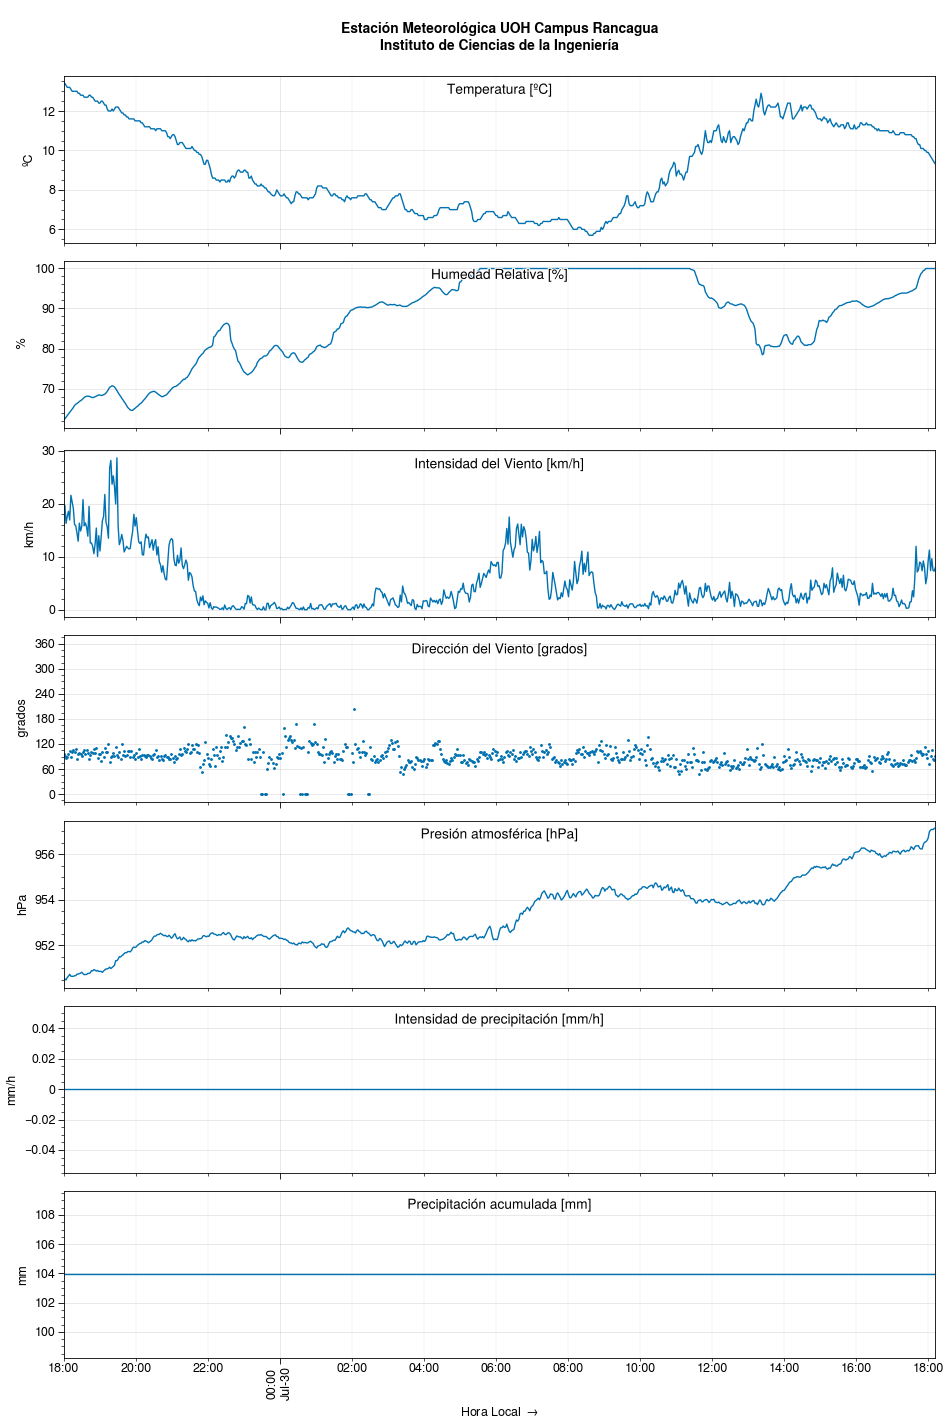 Estación Meteorológica UOH Campus Rancagua
Instituto de Ciencias de la Ingeniería
Temperatura [ºC]
ºC
12
10
8
6
Humedad Relativa [%]
%
100
90
80
70
Intensidad del Viento [km/h]
km/h
30
20
10
0
Dirección del Viento [grados]
grados
360
300
240
180
120
60
0
Presión atmosférica [hPa]
hPa
956
954
952
Intensidad de precipitación [mm/h]
mm/h
0.04
0.02
0
−0.02
−0.04
Precipitación acumulada [mm]
mm
108
106
104
102
100
18:00 20:00 22:00 00:00 02:00 04:00 06:00 08:00 10:00 12:00 14:00 16:00 18:00
Jul-30
Hora Local →